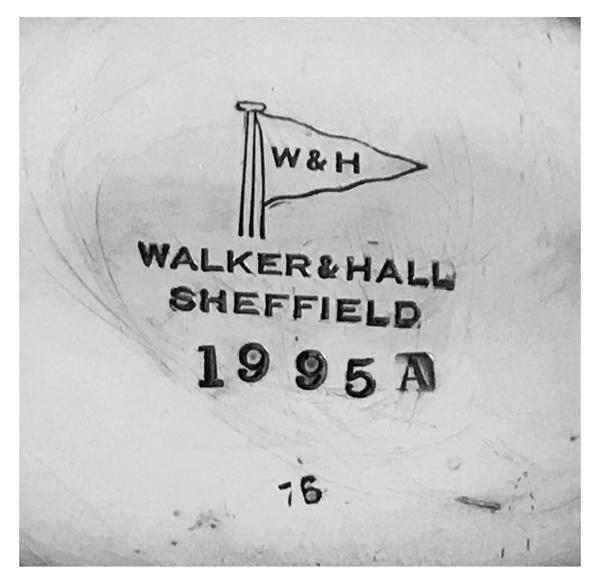 W & H
WALKER & HALL
SHEFFIELD
1995A
76